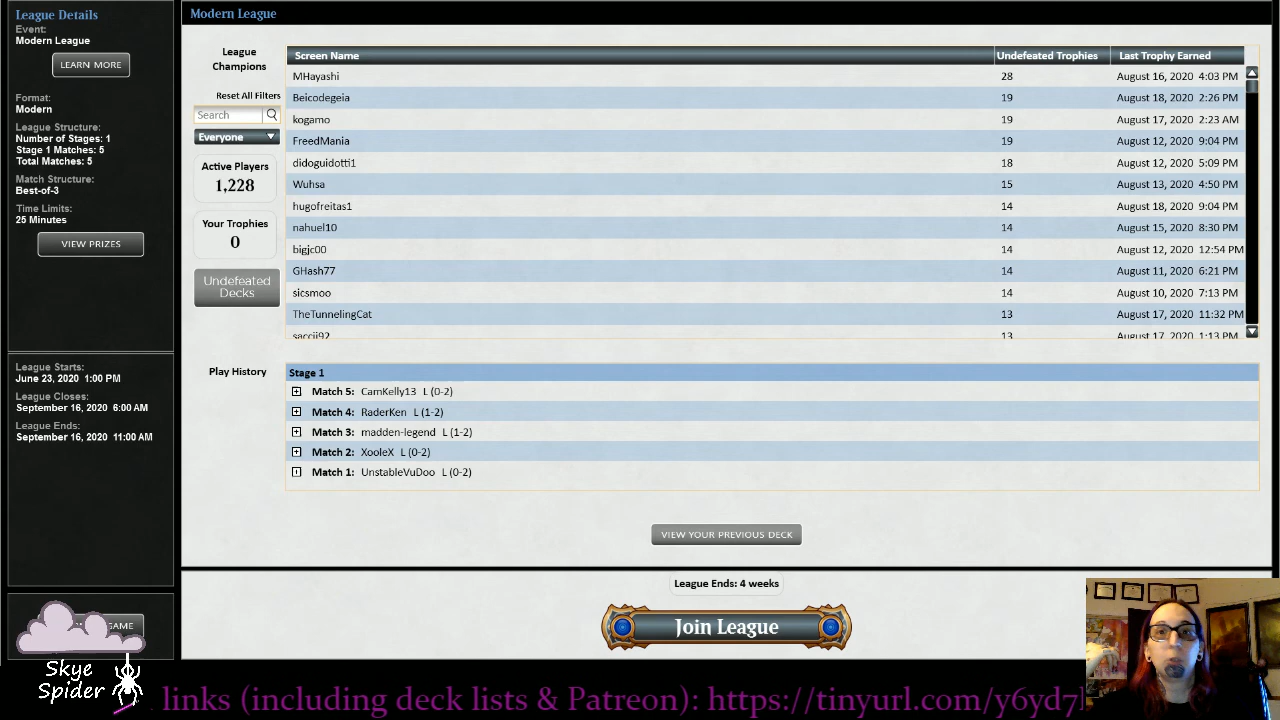 League Details
Event:
Modern League
LEARN MORE
Format:
Modern
League Structure:
Number of Stages: 1
Stage 1 Matches: 5
Total Matches: 5
Match Structure:
Best-of-3
Time Limits:
25 Minutes
VIEW PRIZES
League Starts:
June 23, 2020 1:00 PM
League Closes:
September 16, 2020 6:00 AM
League Ends:
September 16, 2020 11:00 AM
GAME
Skye
Spider
Modern League
League
Champions
Reset All Filters
Search
Everyone
Active Players
1,228
Your Trophies
0
Undefeated
Decks
Screen Name Undefeated Trophies Last Trophy Earned
MHayashi 28 August 16, 2020 4:03 PM
Beicodegeia 19 August 18, 2020 2:26 PM
kogamo 19 August 17, 2020 2:23 AM
FreedMania 19 August 12, 2020 9:04 PM
didoguidotti1 18 August 12, 2020 5:09 PM
Wuhsa 15 August 13, 2020 4:50 PM
hugofreitas1 14 August 18, 2020 9:04 PM
nahuel10 14 August 15, 2020 8:30 PM
bigjc00 14 August 12, 2020 12:54 PM
GHash77 14 August 11, 2020 6:21 PM
sicsmoo 14 August 10, 2020 7:13 PM
TheTunnelingCat 13 August 17, 2020 11:32 PM
13 August 17, 2020 1:13 PM
Play History
Stage 1
Match 5: CamKelly13 L (0-2)
Match 4: RaderKen L (1-2)
Match 3: madden-legend L (1-2)
Match 2: XooleX L (0-2)
Match 1: UnstableVuDoo L (0-2)
VIEW YOUR PREVIOUS DECK
League Ends: 4 weeks
Join League
links (including deck lists & Patreon): https://tinyurl.com/y6yd7